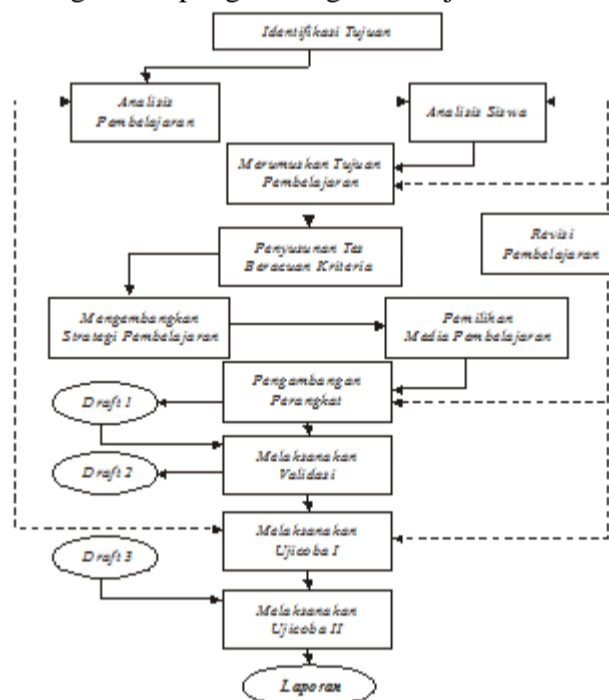 Identifikasi Tujuan
Analisis
Pembelajaran
Analisis Siswa
Merumuskan Tujuan
Pembelajaran
Penyusunan Tes
Beracuan Kriteria
Revisi
Pembelajaran
Mengembangkan
Strategi Pembelajaran
Pemilihan
Media Pembelajaran
Pengambangan
Perangkat
Draft 1
Melaksanakan
Validasi
Draft 2
Melaksanakan
Ujicoba I
Draft 3
Melaksanakan
Ujicoba II
Laporan